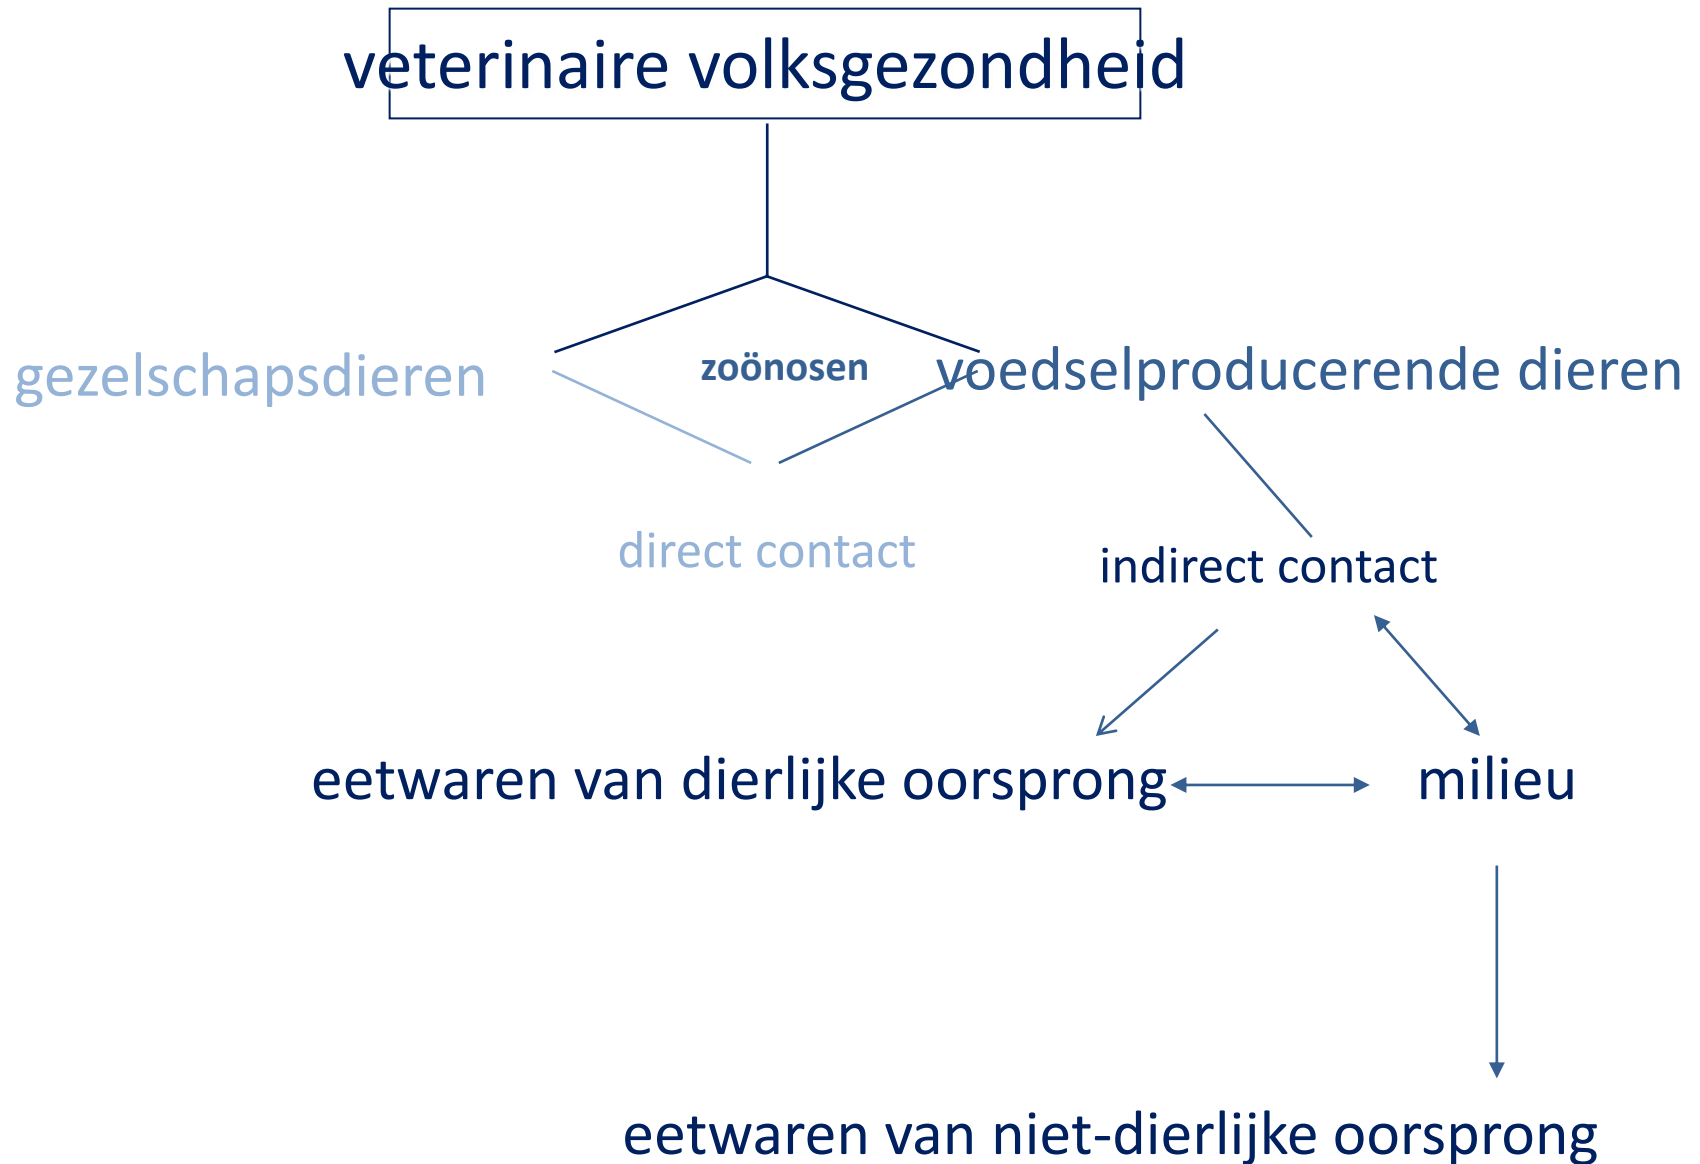 veterinaire volksgezondheid
gezelschapsdieren
zoönosen
voedselproducerende dieren
direct contact
indirect contact
eetwaren van dierlijke oorsprong
milieu
eetwaren van niet-dierlijke oorsprong